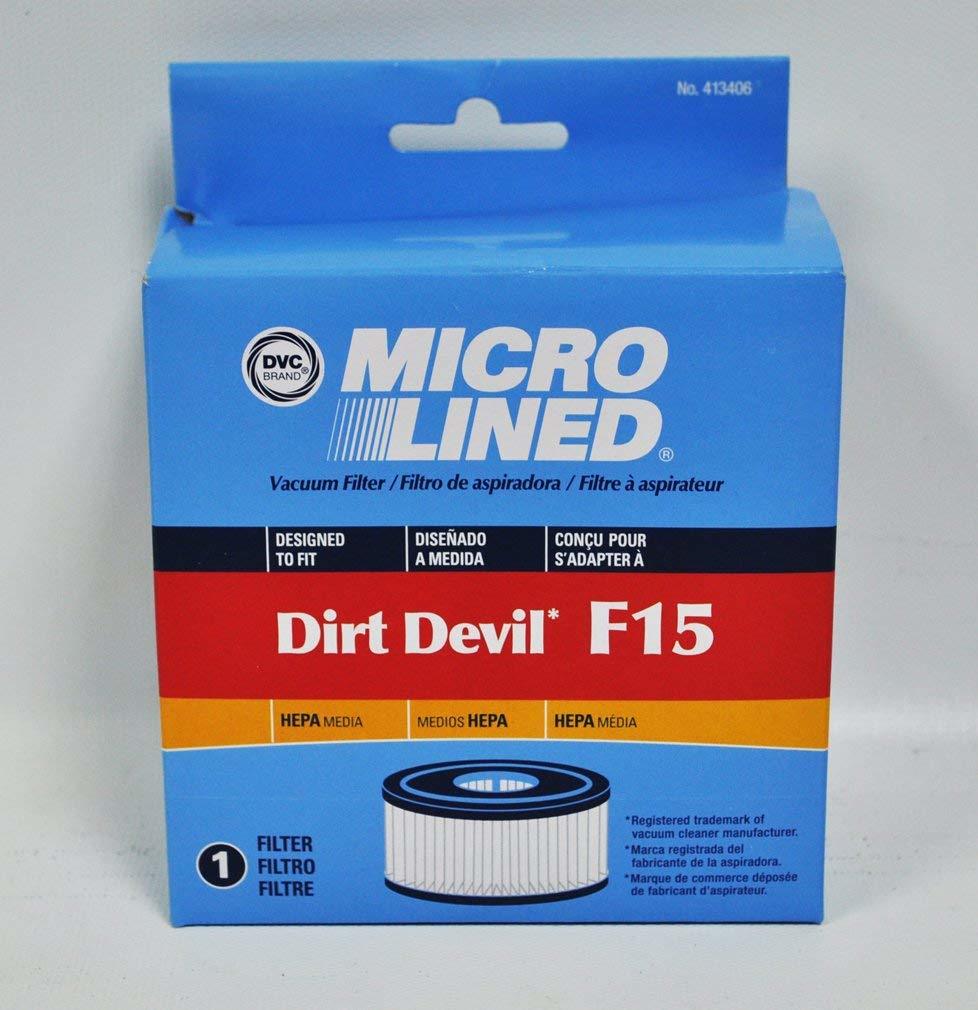 No. 413406
DVC
BRAND®
MICRO
LINED®
Vacuum Filter / Filtro de aspiradora / Filtre à aspirateur
DESIGNED
TO FIT
DISEÑADO
A MEDIDA
CONÇU POUR
S'ADAPTER À
Dirt Devil* F15
HEPA MEDIA
MEDIOS HEPA
HEPA MÉDIA
1
FILTER
FILTRO
FILTRE
*Registered trademark of
vacuum cleaner manufacturer.
*Marca registrada del
fabricante de la aspiradora.
*Marque de commerce déposée
de fabricant d'aspirateur.